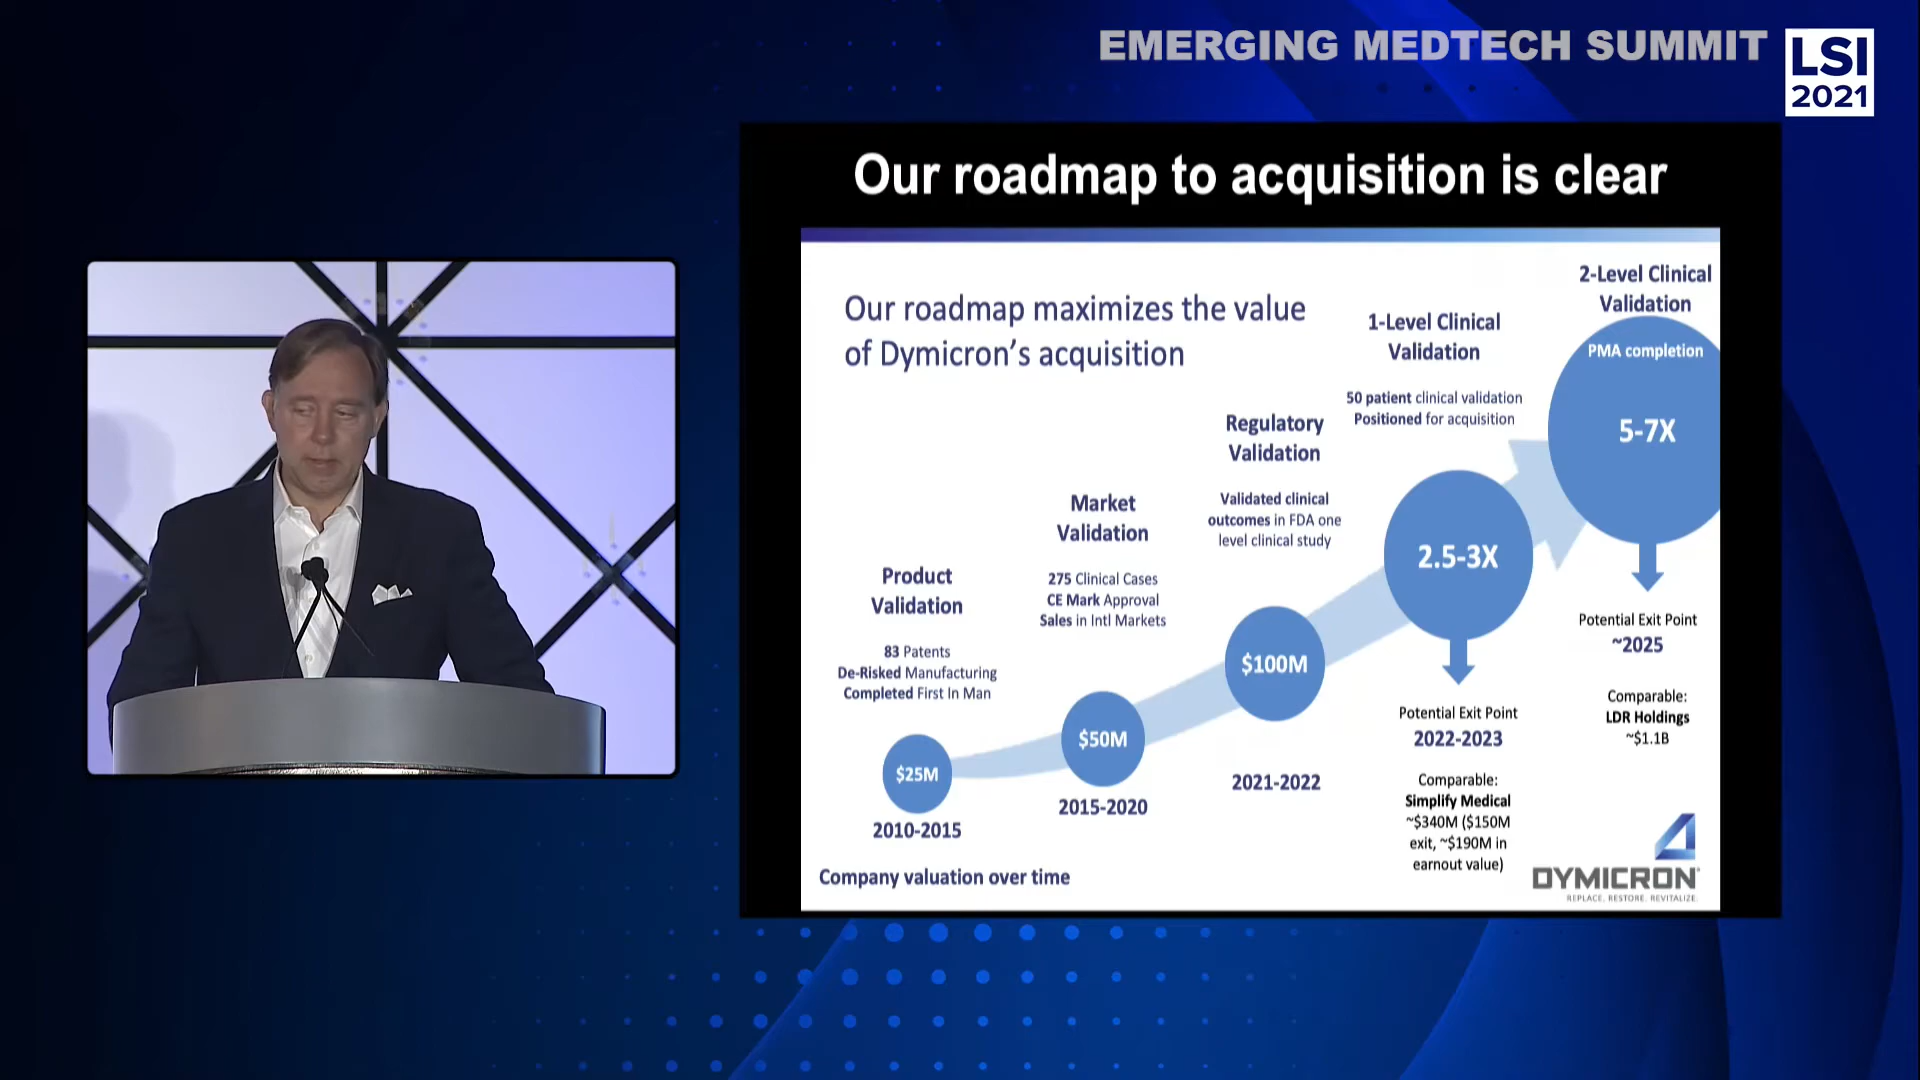 EMERGING MEDTECH SUMMIT
LSI
2021
Our roadmap to acquisition is clear
Our roadmap maximizes the value
of Dymicron's acquisition
Product
Validation
83 Patents
De-Risked Manufacturing
Completed First In Man
$25M
2010-2015
Market
Validation
275 Clinical Cases
CE Mark Approval
Sales in Intl Markets
$50M
2015-2020
Regulatory
Validation
Validated clinical
outcomes in FDA one
level clinical study
$100M
2021-2022
1-Level Clinical
Validation
50 patient clinical validation
Positioned for acquisition
2.5-3X
Potential Exit Point
2022-2023
Comparable:
Simplify Medical
~$340M ($150M
exit, ~$190M in
earnout value)
2-Level Clinical
Validation
PMA completion
5-7X
Potential Exit Point
~2025
Comparable:
LDR Holdings
~$1.1B
Company valuation over time
DYMICRON
REPLACE. RESTORE. REVITALIZE.